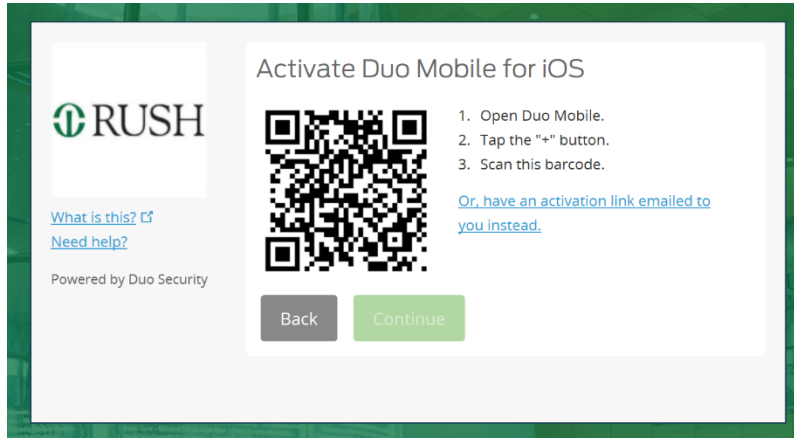 RUSH
What is this?
Need help?
Powered by Duo Security
Activate Duo Mobile for iOS
1. Open Duo Mobile.
2. Tap the "+" button.
3. Scan this barcode.
Or, have an activation link emailed to
you instead.
Back
Continue